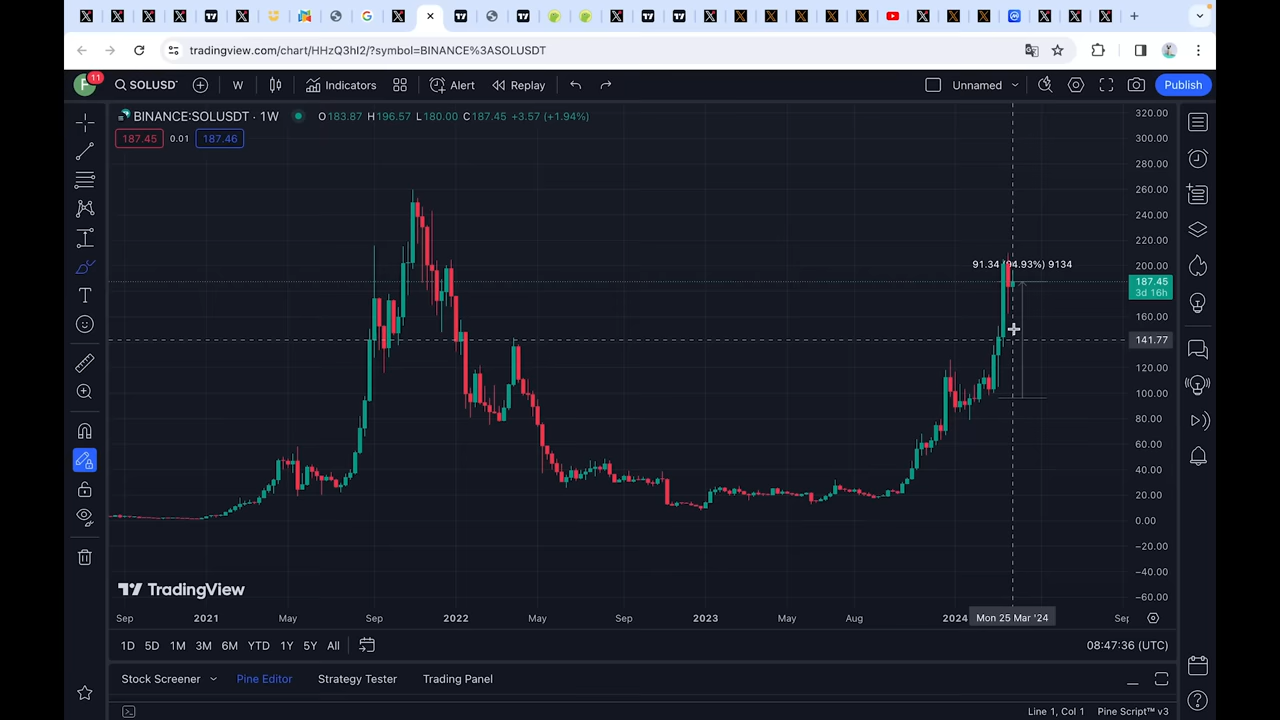 tradingview.com/chart/HHzQ3hI2/?symbol=BINANCE%3ASOLUSDT
11
SOLUSDT
W
Indicators
Alert
Replay
Unnamed
Publish
BINANCE:SOLUSDT · 1W
O183.87 H196.57 L180.00 C187.45 +3.57 (+1.94%)
187.45 0.01 187.46
320.00
300.00
280.00
260.00
240.00
220.00
200.00
91.34 (94.93%) 9134
187.45
3d 16h
160.00
141.77
120.00
100.00
80.00
60.00
40.00
20.00
0.00
−20.00
−40.00
−60.00
TradingView
Sep 2021 May Sep 2022 May Sep 2023 May Aug 2024 Mon 25 Mar '24
1D 5D 1M 3M 6M YTD 1Y 5Y All
08:47:36 (UTC)
Stock Screener Pine Editor Strategy Tester Trading Panel
Line 1, Col 1 Pine Script™ v3